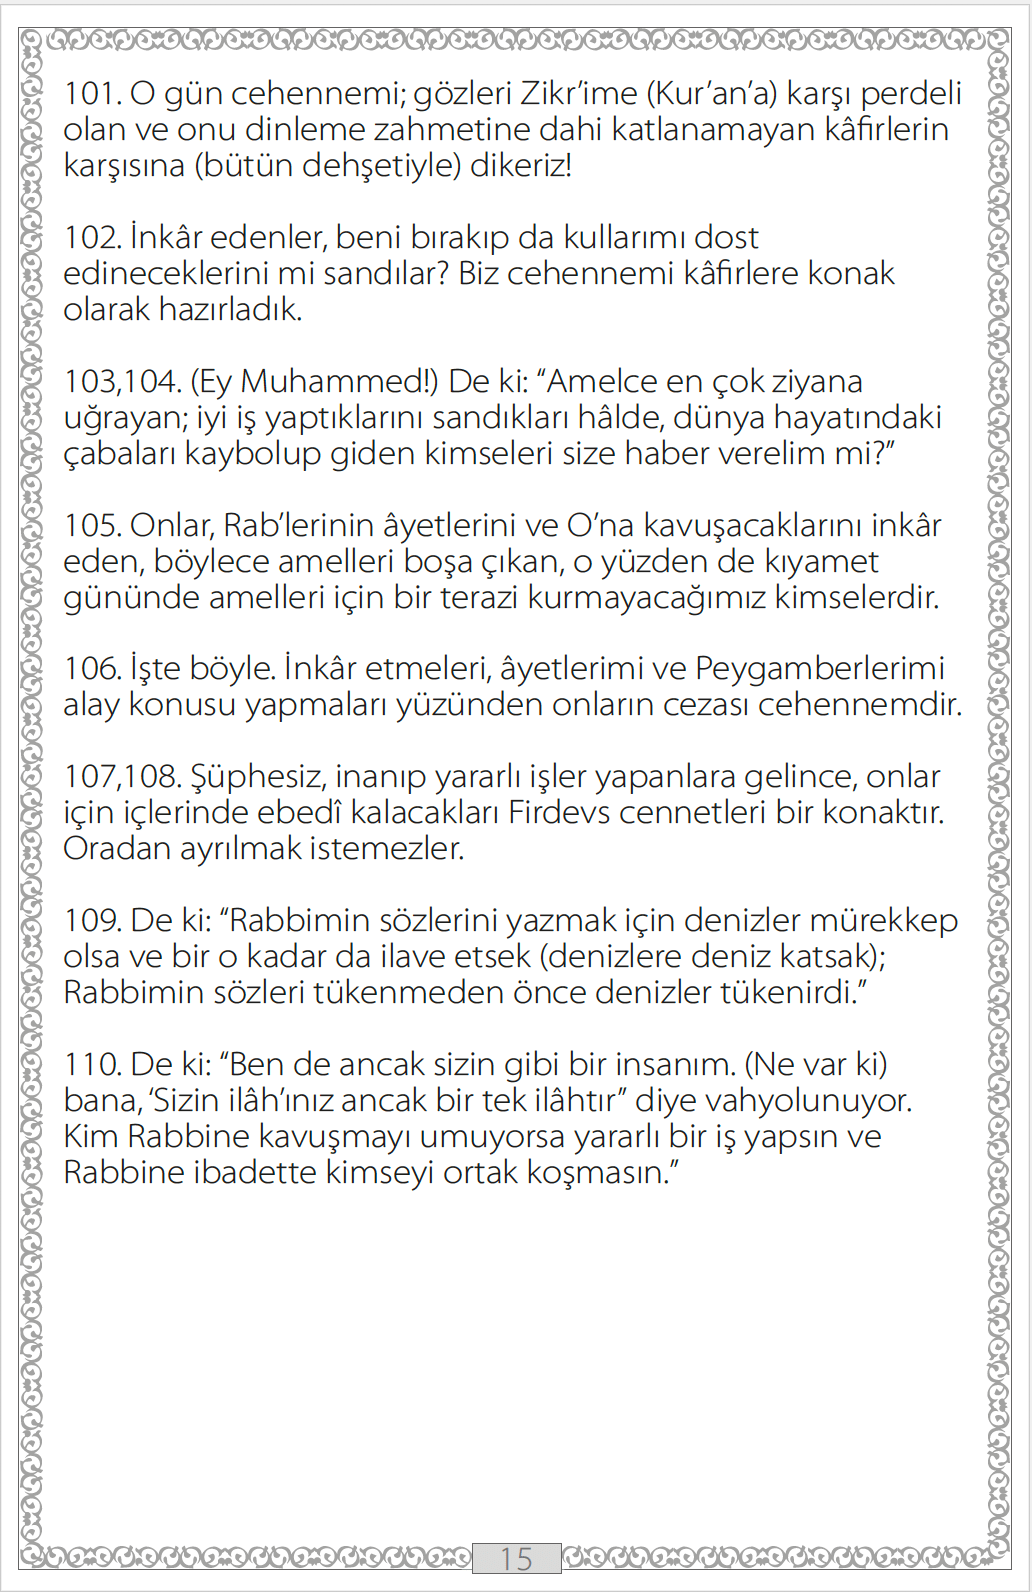 101. O gün cehennemi; gözleri Zikr’ime (Kur’an’a) karşı perdeli
olan ve onu dinleme zahmetine dahi katlanamayan kâfirlerin
karşısına (bütün dehşetiyle) dikeriz!
102. İnkâr edenler, beni bırakıp da kullarımı dost
edineceklerini mi sandılar? Biz cehennemi kâfirlere konak
olarak hazırladık.
103,104. (Ey Muhammed!) De ki: “Amelce en çok ziyana
uğrayan; iyi iş yaptıklarını sandıkları hâlde, dünya hayatındaki
çabaları kaybolup giden kimseleri size haber verelim mi?”
105. Onlar, Rab’lerinin âyetlerini ve O’na kavuşacaklarını inkâr
eden, böylece amelleri boşa çıkan, o yüzden de kıyamet
gününde amelleri için bir terazi kurmayacağımız kimselerdir.
106. İşte böyle. İnkâr etmeleri, âyetlerimi ve Peygamberlerimi
alay konusu yapmaları yüzünden onların cezası cehennemdir.
107,108. Şüphesiz, inanıp yararlı işler yapanlara gelince, onlar
için içlerinde ebedî kalacakları Firdevs cennetleri bir konaktır.
Oradan ayrılmak istemezler.
109. De ki: “Rabbimin sözlerini yazmak için denizler mürekkep
olsa ve bir o kadar da ilave etsek (denizlere deniz katsak);
Rabbimin sözleri tükenmeden önce denizler tükenirdi.”
110. De ki: “Ben de ancak sizin gibi bir insanım. (Ne var ki)
bana, ‘Sizin ilâh’ınız ancak bir tek ilâhtır” diye vahyolunuyor.
Kim Rabbine kavuşmayı umuyorsa yararlı bir iş yapsın ve
Rabbine ibadette kimseyi ortak koşmasın.”
15